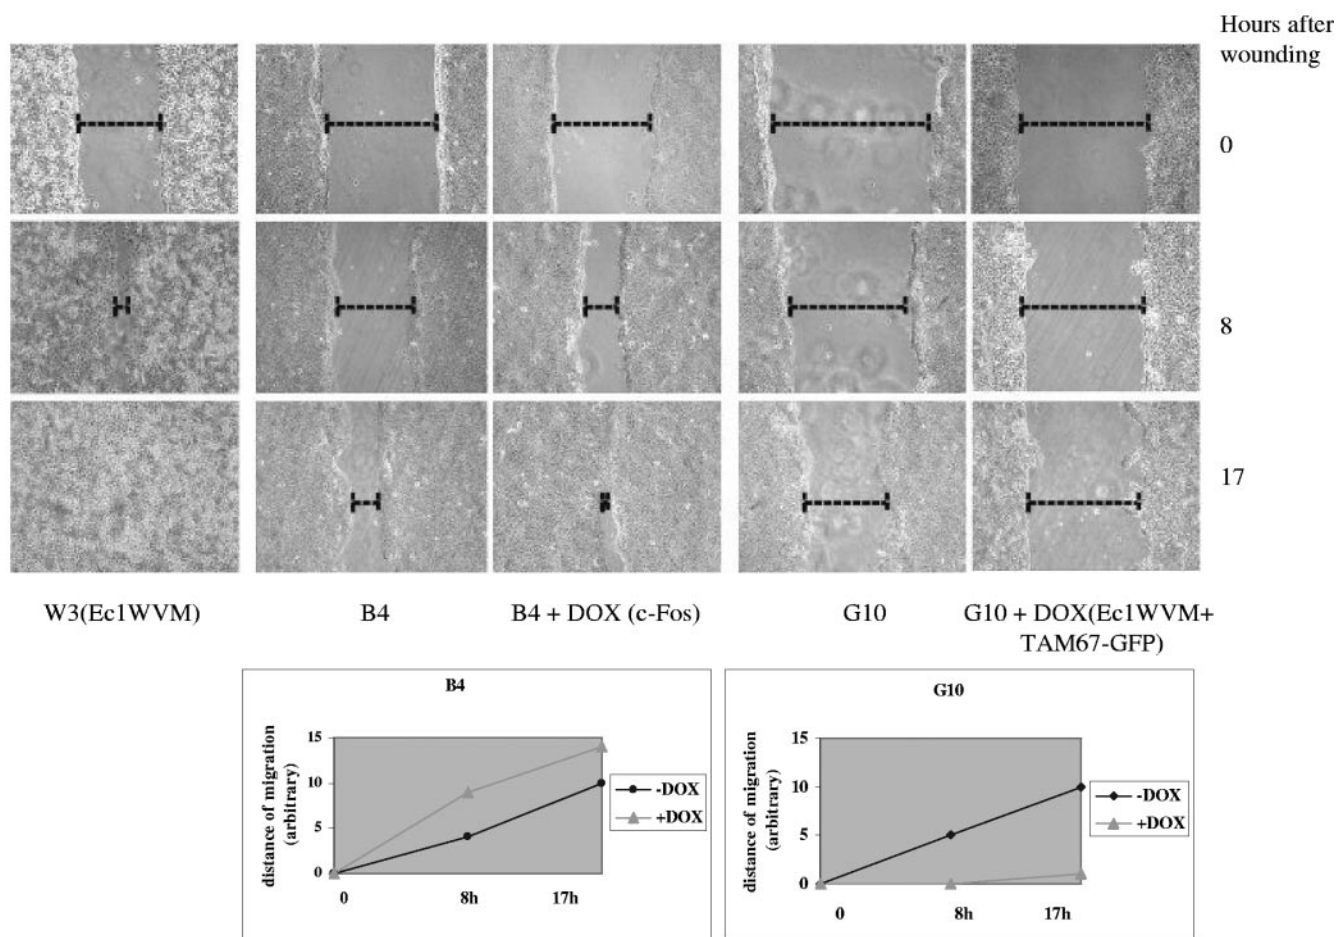 Hours after
wounding
0
8
17
W3(Ec1WVM)
B4
B4 + DOX (c-Fos)
G10
G10 + DOX(Ec1WVM+
TAM67-GFP)
B4
distance of migration
(arbitrary)
15
10
5
0
0
8h
17h
-DOX
+DOX
G10
distance of migration
(arbitrary)
15
10
5
0
0
8h
17h
-DOX
+DOX